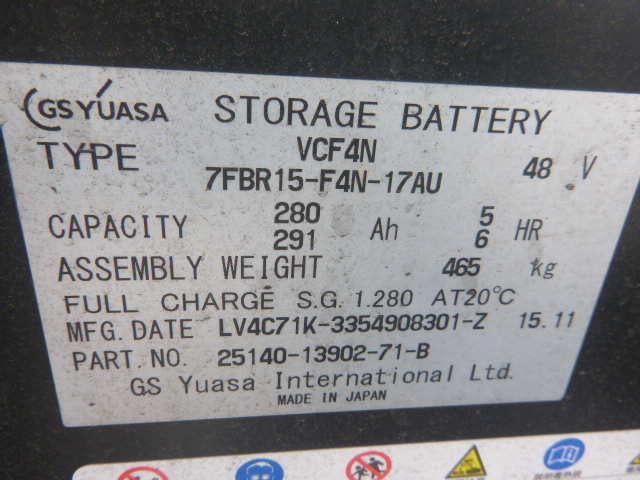 GS YUASA STORAGE BATTERY
TYPE VCF4N 48 V
7FBR15-F4N-17AU
CAPACITY 280 Ah 5 HR
291 6
ASSEMBLY WEIGHT 465 kg
FULL CHARGE S.G. 1.280 AT20℃
MFG. DATE LV4C71K-3354908301-Z 15.11
PART. NO. 25140-13902-71-B
GS Yuasa International Ltd.
MADE IN JAPAN